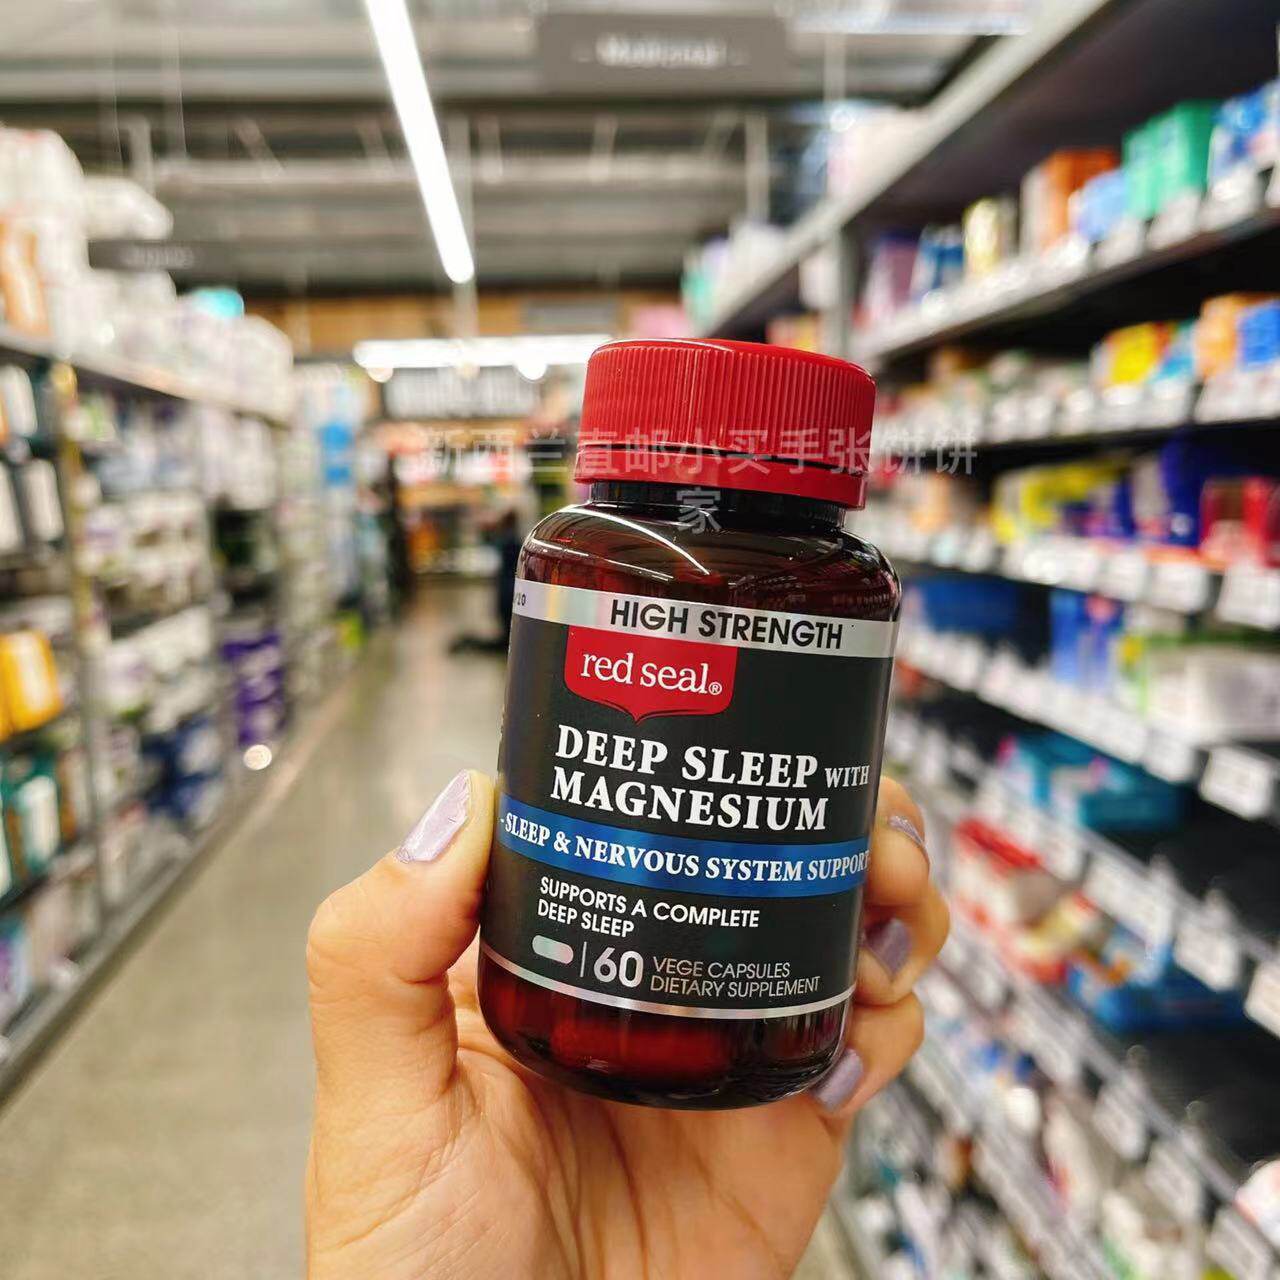 新西兰直邮小买手张饼饼
家
HIGH STRENGTH
red seal®
DEEP SLEEP WITH
MAGNESIUM
- SLEEP & NERVOUS SYSTEM SUPPORT
SUPPORTS A COMPLETE
DEEP SLEEP
60
VEGE CAPSULES
DIETARY SUPPLEMENT